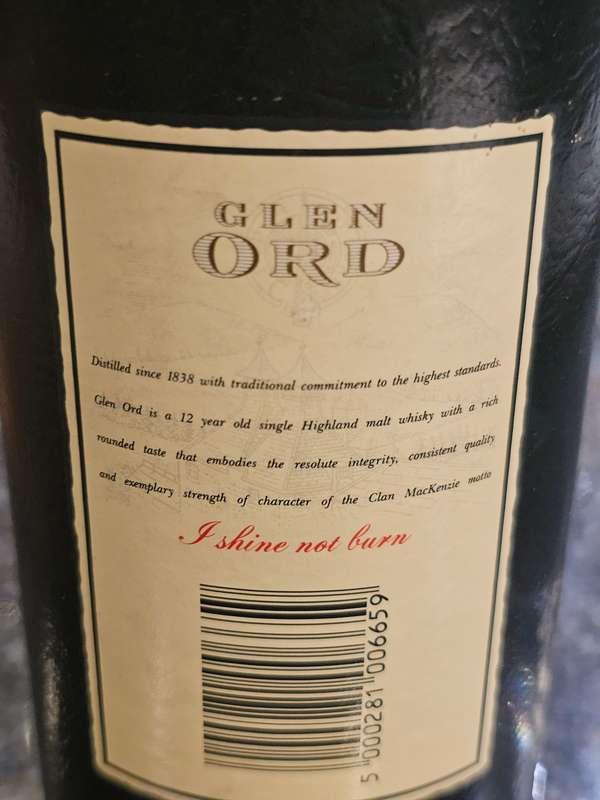 GLEN
ORD
Distilled since 1838 with traditional commitment to the highest standards.
Glen Ord is a 12 year old single Highland malt whisky with a rich
rounded taste that embodies the resolute integrity, consistent quality
and exemplary strength of character of the Clan MacKenzie motto
I shine not burn
5 000281 006659